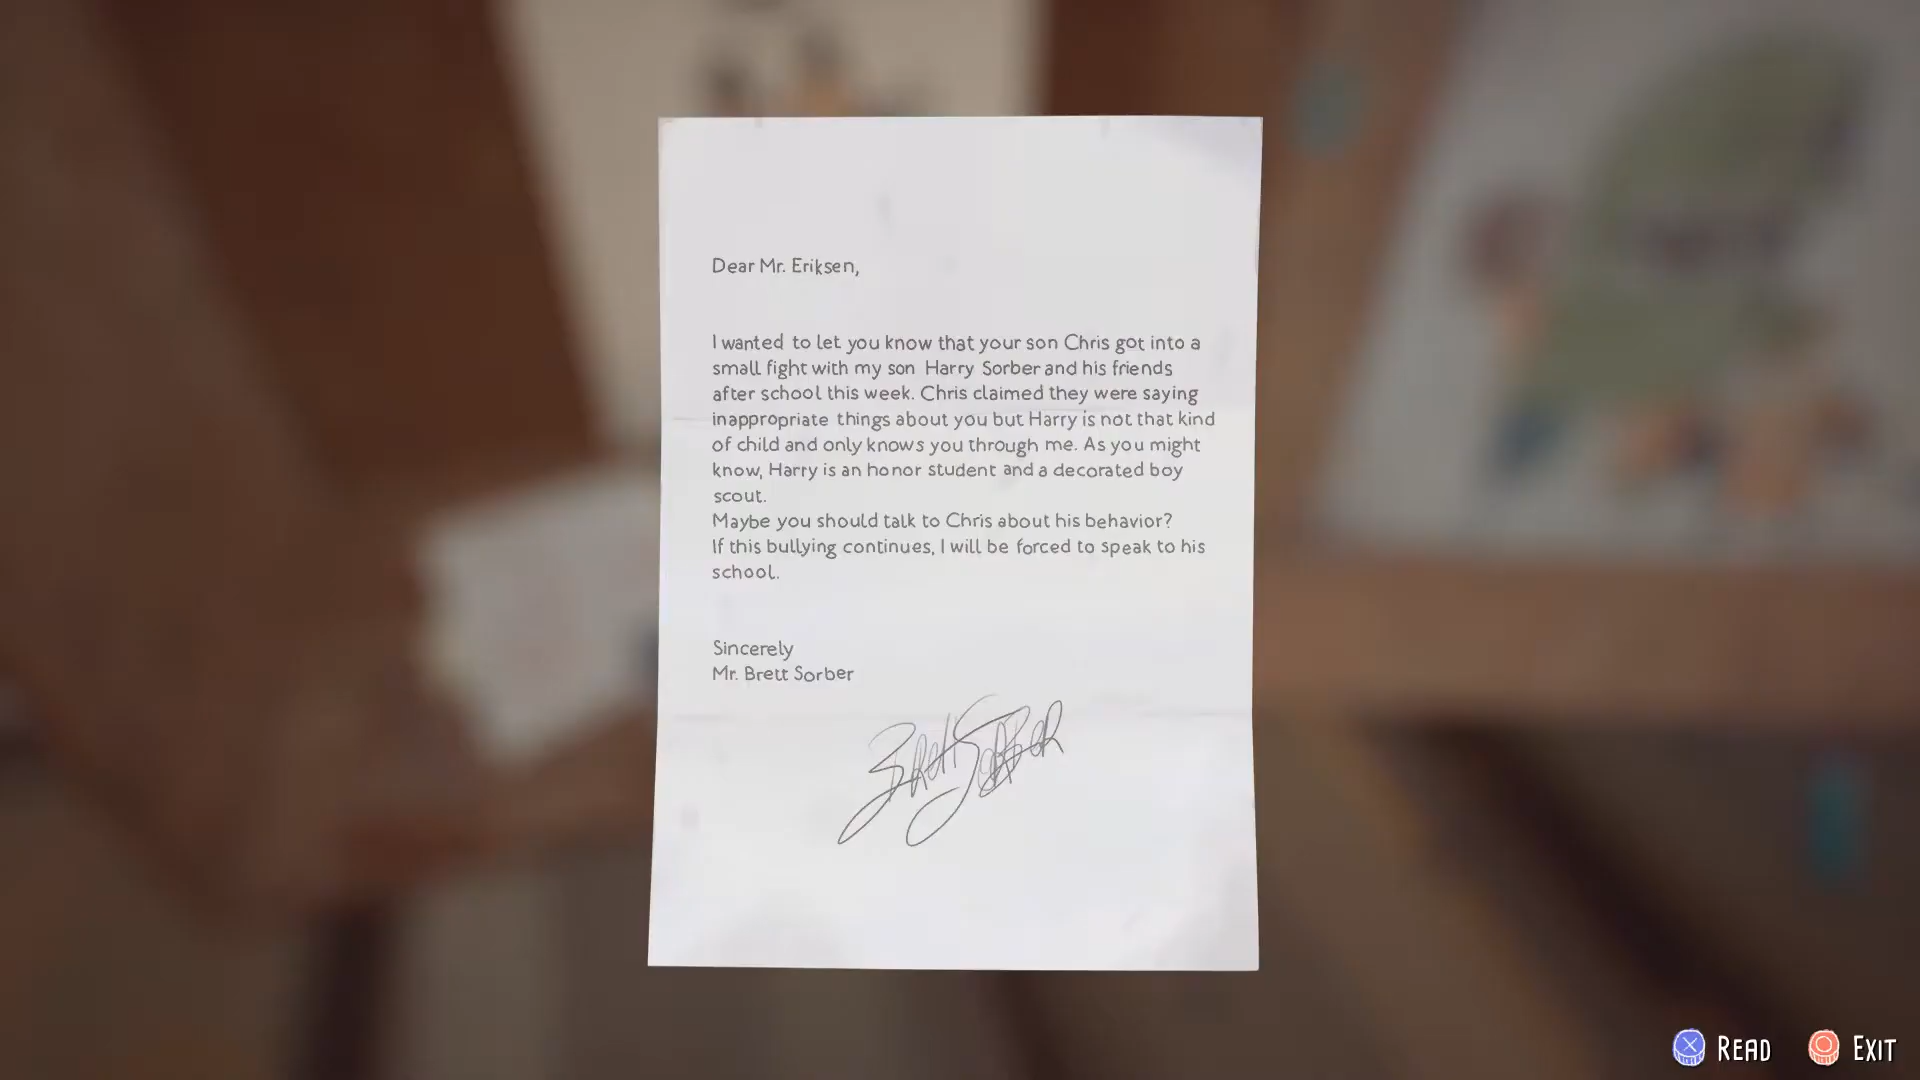 Dear Mr. Eriksen,
I wanted to let you know that your son Chris got into a
small fight with my son Harry Sorber and his friends
after school this week. Chris claimed they were saying
inappropriate things about you but Harry is not that kind
of child and only knows you through me. As you might
know, Harry is an honor student and a decorated boy
scout.
Maybe you should talk to Chris about his behavior?
If this bullying continues, I will be forced to speak to his
school.
Sincerely
Mr. Brett Sorber
Brett Sorber
READ EXIT